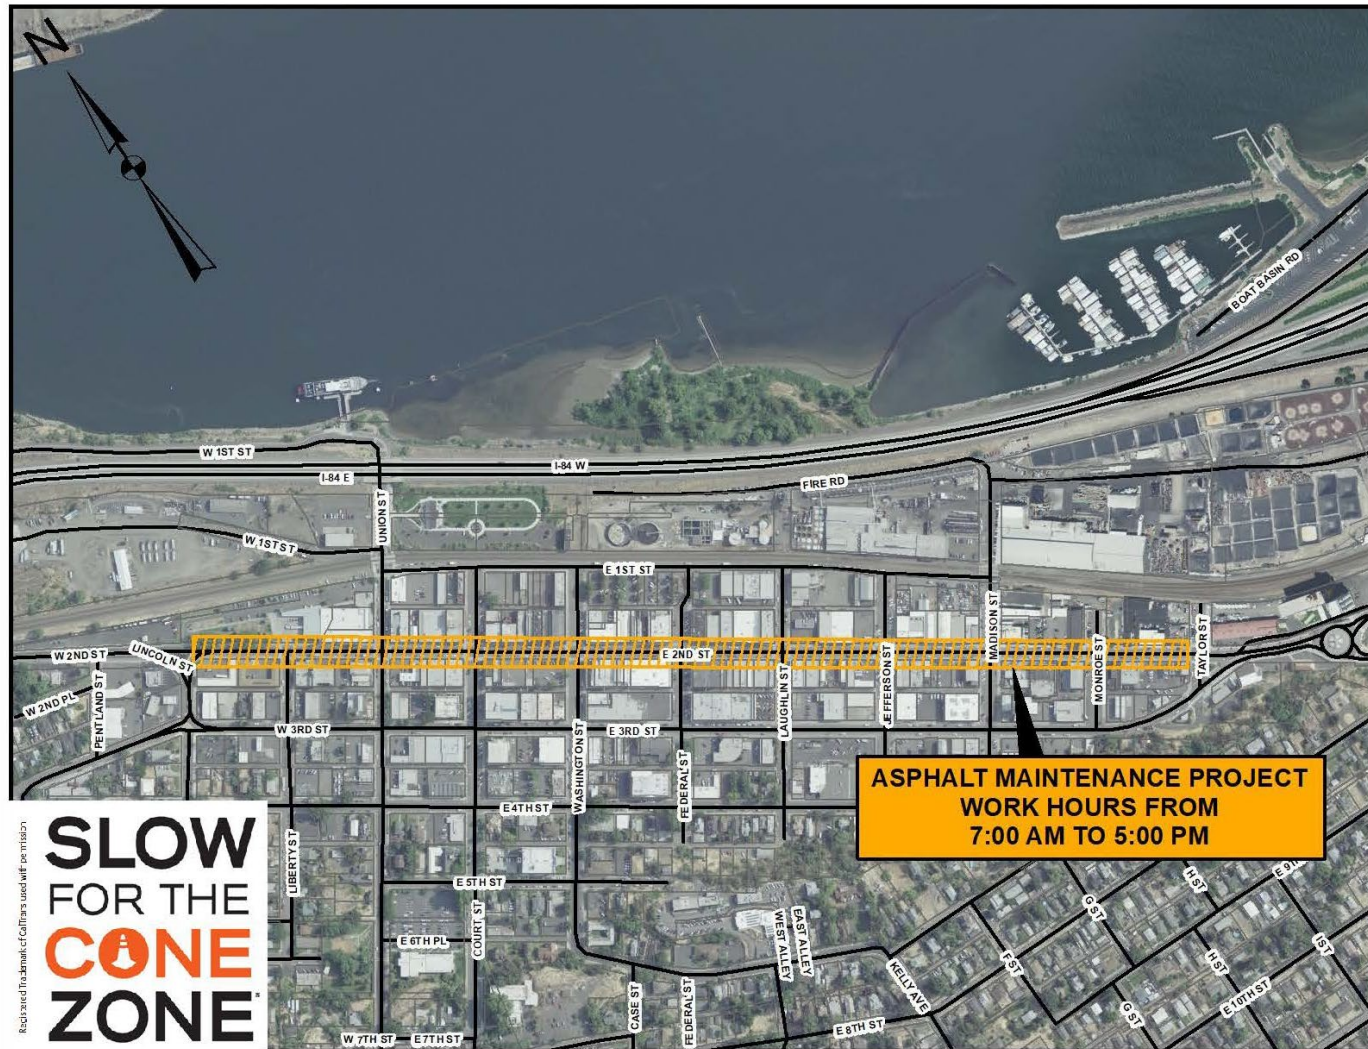 N
BOAT BASIN RD
W 1ST ST
I-84 W
I-84 E
FIRE RD
UNION ST
W 1ST ST
E 1ST ST
MADISON ST
TAYLOR ST
W 2ND ST
LINCOLN ST
E 2ND ST
MONROE ST
JEFFERSON ST
LAUGHLIN ST
PENTLAND ST
W 2ND PL
W 3RD ST
E 3RD ST
WASHINGTON ST
FEDERAL ST
ASPHALT MAINTENANCE PROJECT
WORK HOURS FROM
7:00 AM TO 5:00 PM
E 4TH ST
LIBERTY ST
E 5TH ST
COURT ST
E 6TH PL
WEST ALLEY
EAST ALLEY
KELLY AVE
G ST
H ST
E 9TH
F ST
H ST
I ST
G ST
E 10TH ST
CASE ST
FEDERAL ST
E 8TH ST
W 7TH ST
E 7TH ST
SLOW
FOR THE
CONE
ZONE
Registered Trademark of CalTrans used with permission